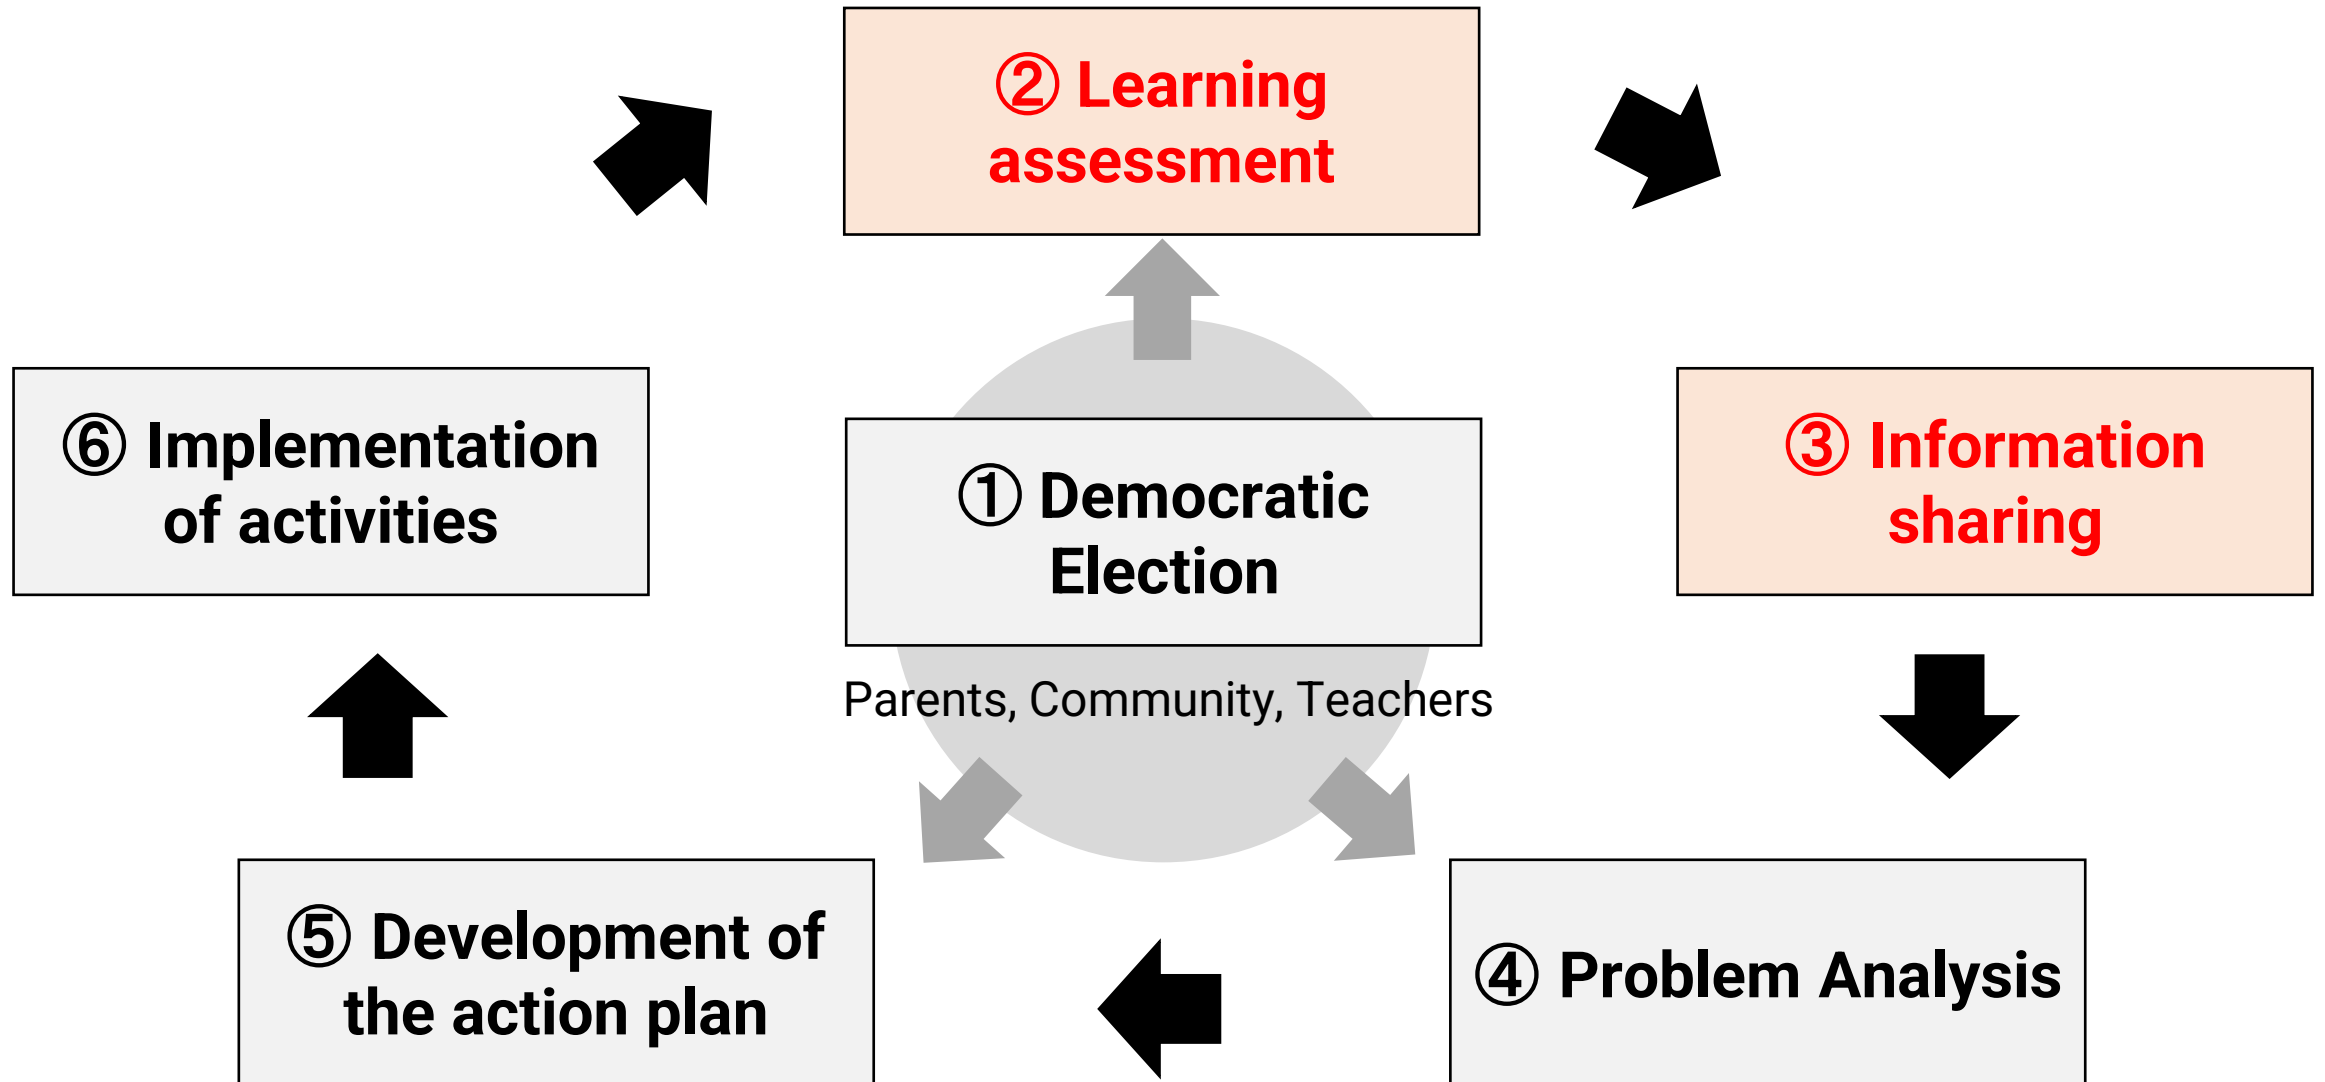 ② Learning
assessment
⑥ Implementation
of activities
① Democratic
Election
③ Information
sharing
Parents, Community, Teachers
⑤ Development of
the action plan
④ Problem Analysis